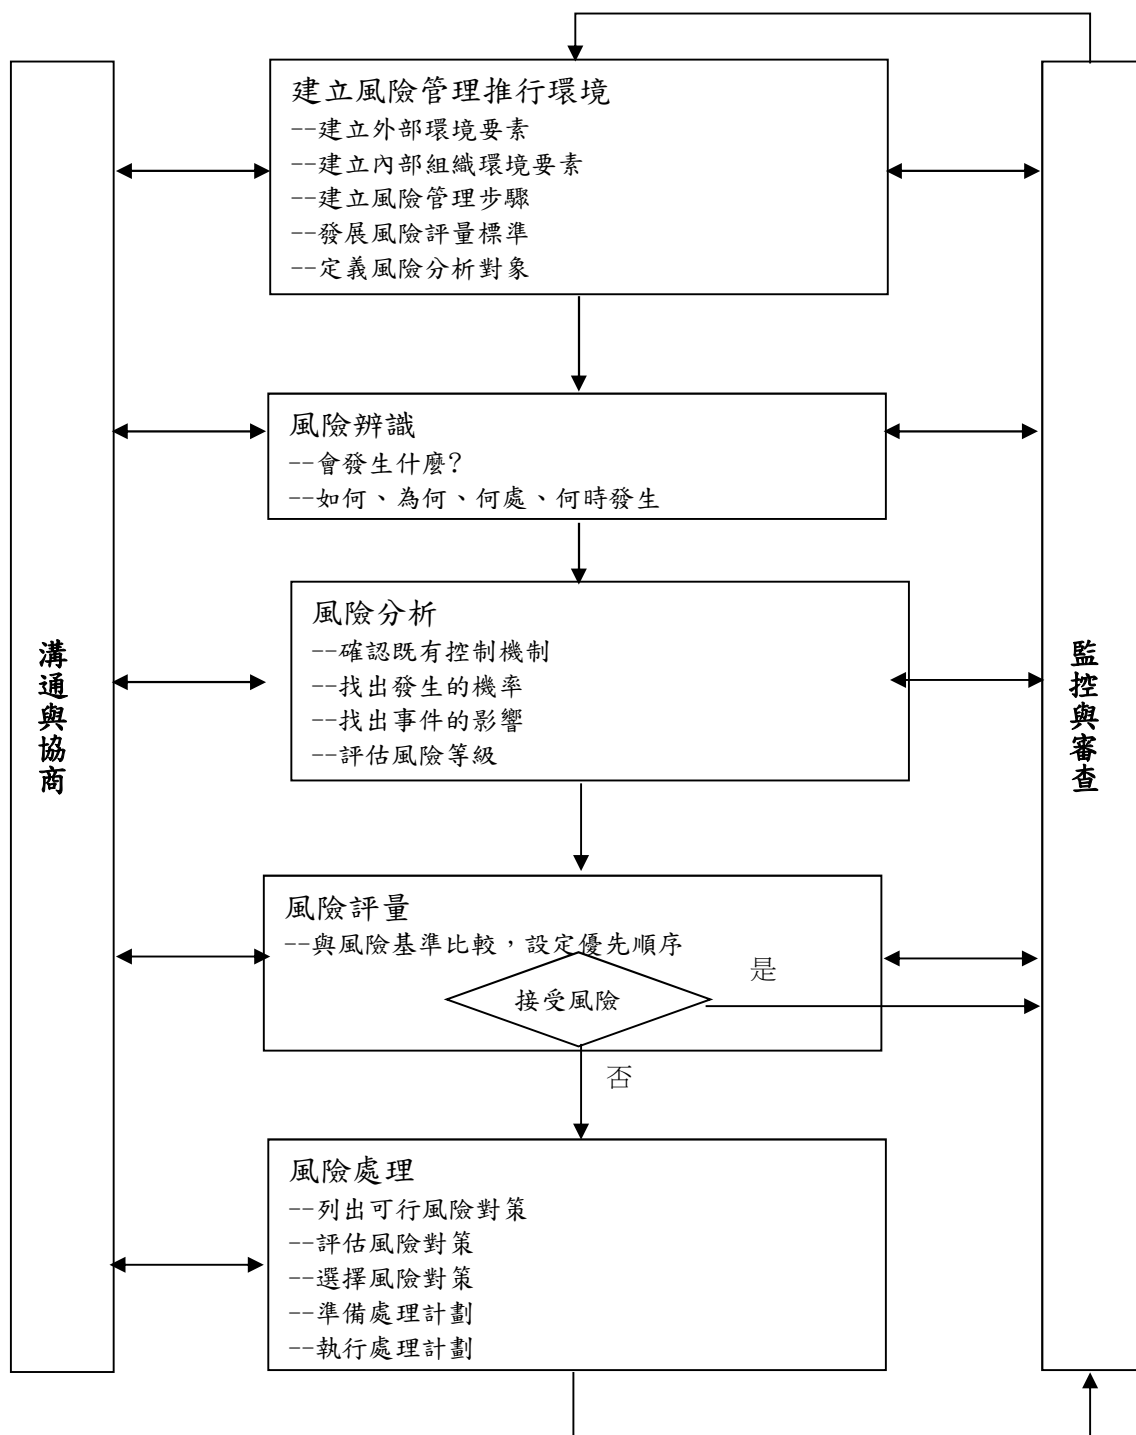 建立風險管理推行環境
--建立外部環境要素
--建立內部組織環境要素
--建立風險管理步驟
--發展風險評量標準
--定義風險分析對象
風險辨識
--會發生什麼?
--如何、為何、何處、何時發生
風險分析
--確認既有控制機制
--找出發生的機率
--找出事件的影響
--評估風險等級
溝通與協商
監控與審查
風險評量
--與風險基準比較，設定優先順序
是
接受風險
否
風險處理
--列出可行風險對策
--評估風險對策
--選擇風險對策
--準備處理計劃
--執行處理計劃